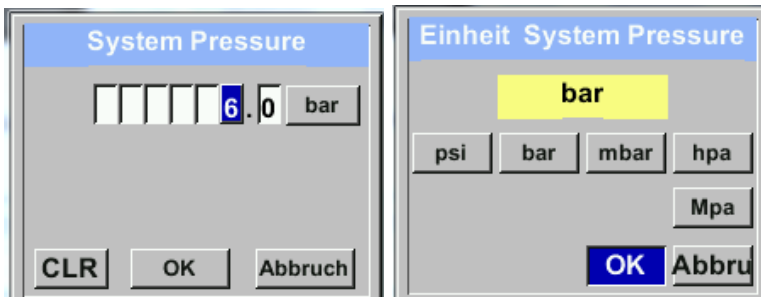 System Pressure
6.0 bar
CLR OK Abbruch
Einheit System Pressure
bar
psi bar mbar hpa
Mpa
OK Abbru